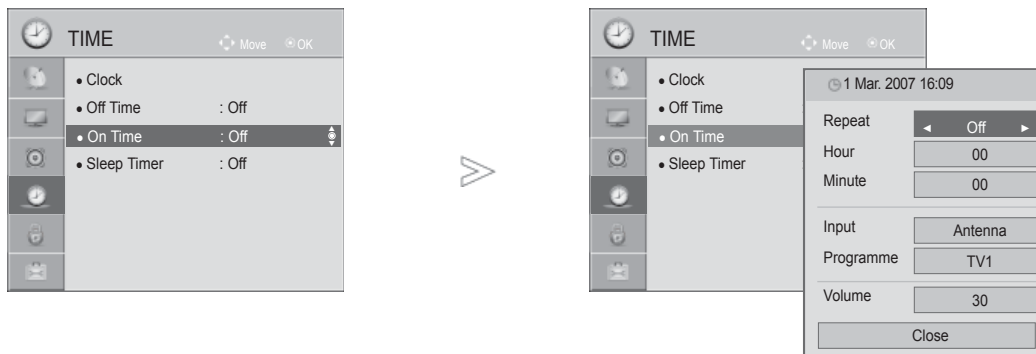 TIME
Move OK
• Clock
• Off Time : Off
• On Time : Off
• Sleep Timer : Off
TIME
Move OK
• Clock
• Off Time
• On Time
• Sleep Timer
1 Mar. 2007 16:09
Repeat ◄ Off ►
Hour 00
Minute 00
Input Antenna
Programme TV1
Volume 30
Close